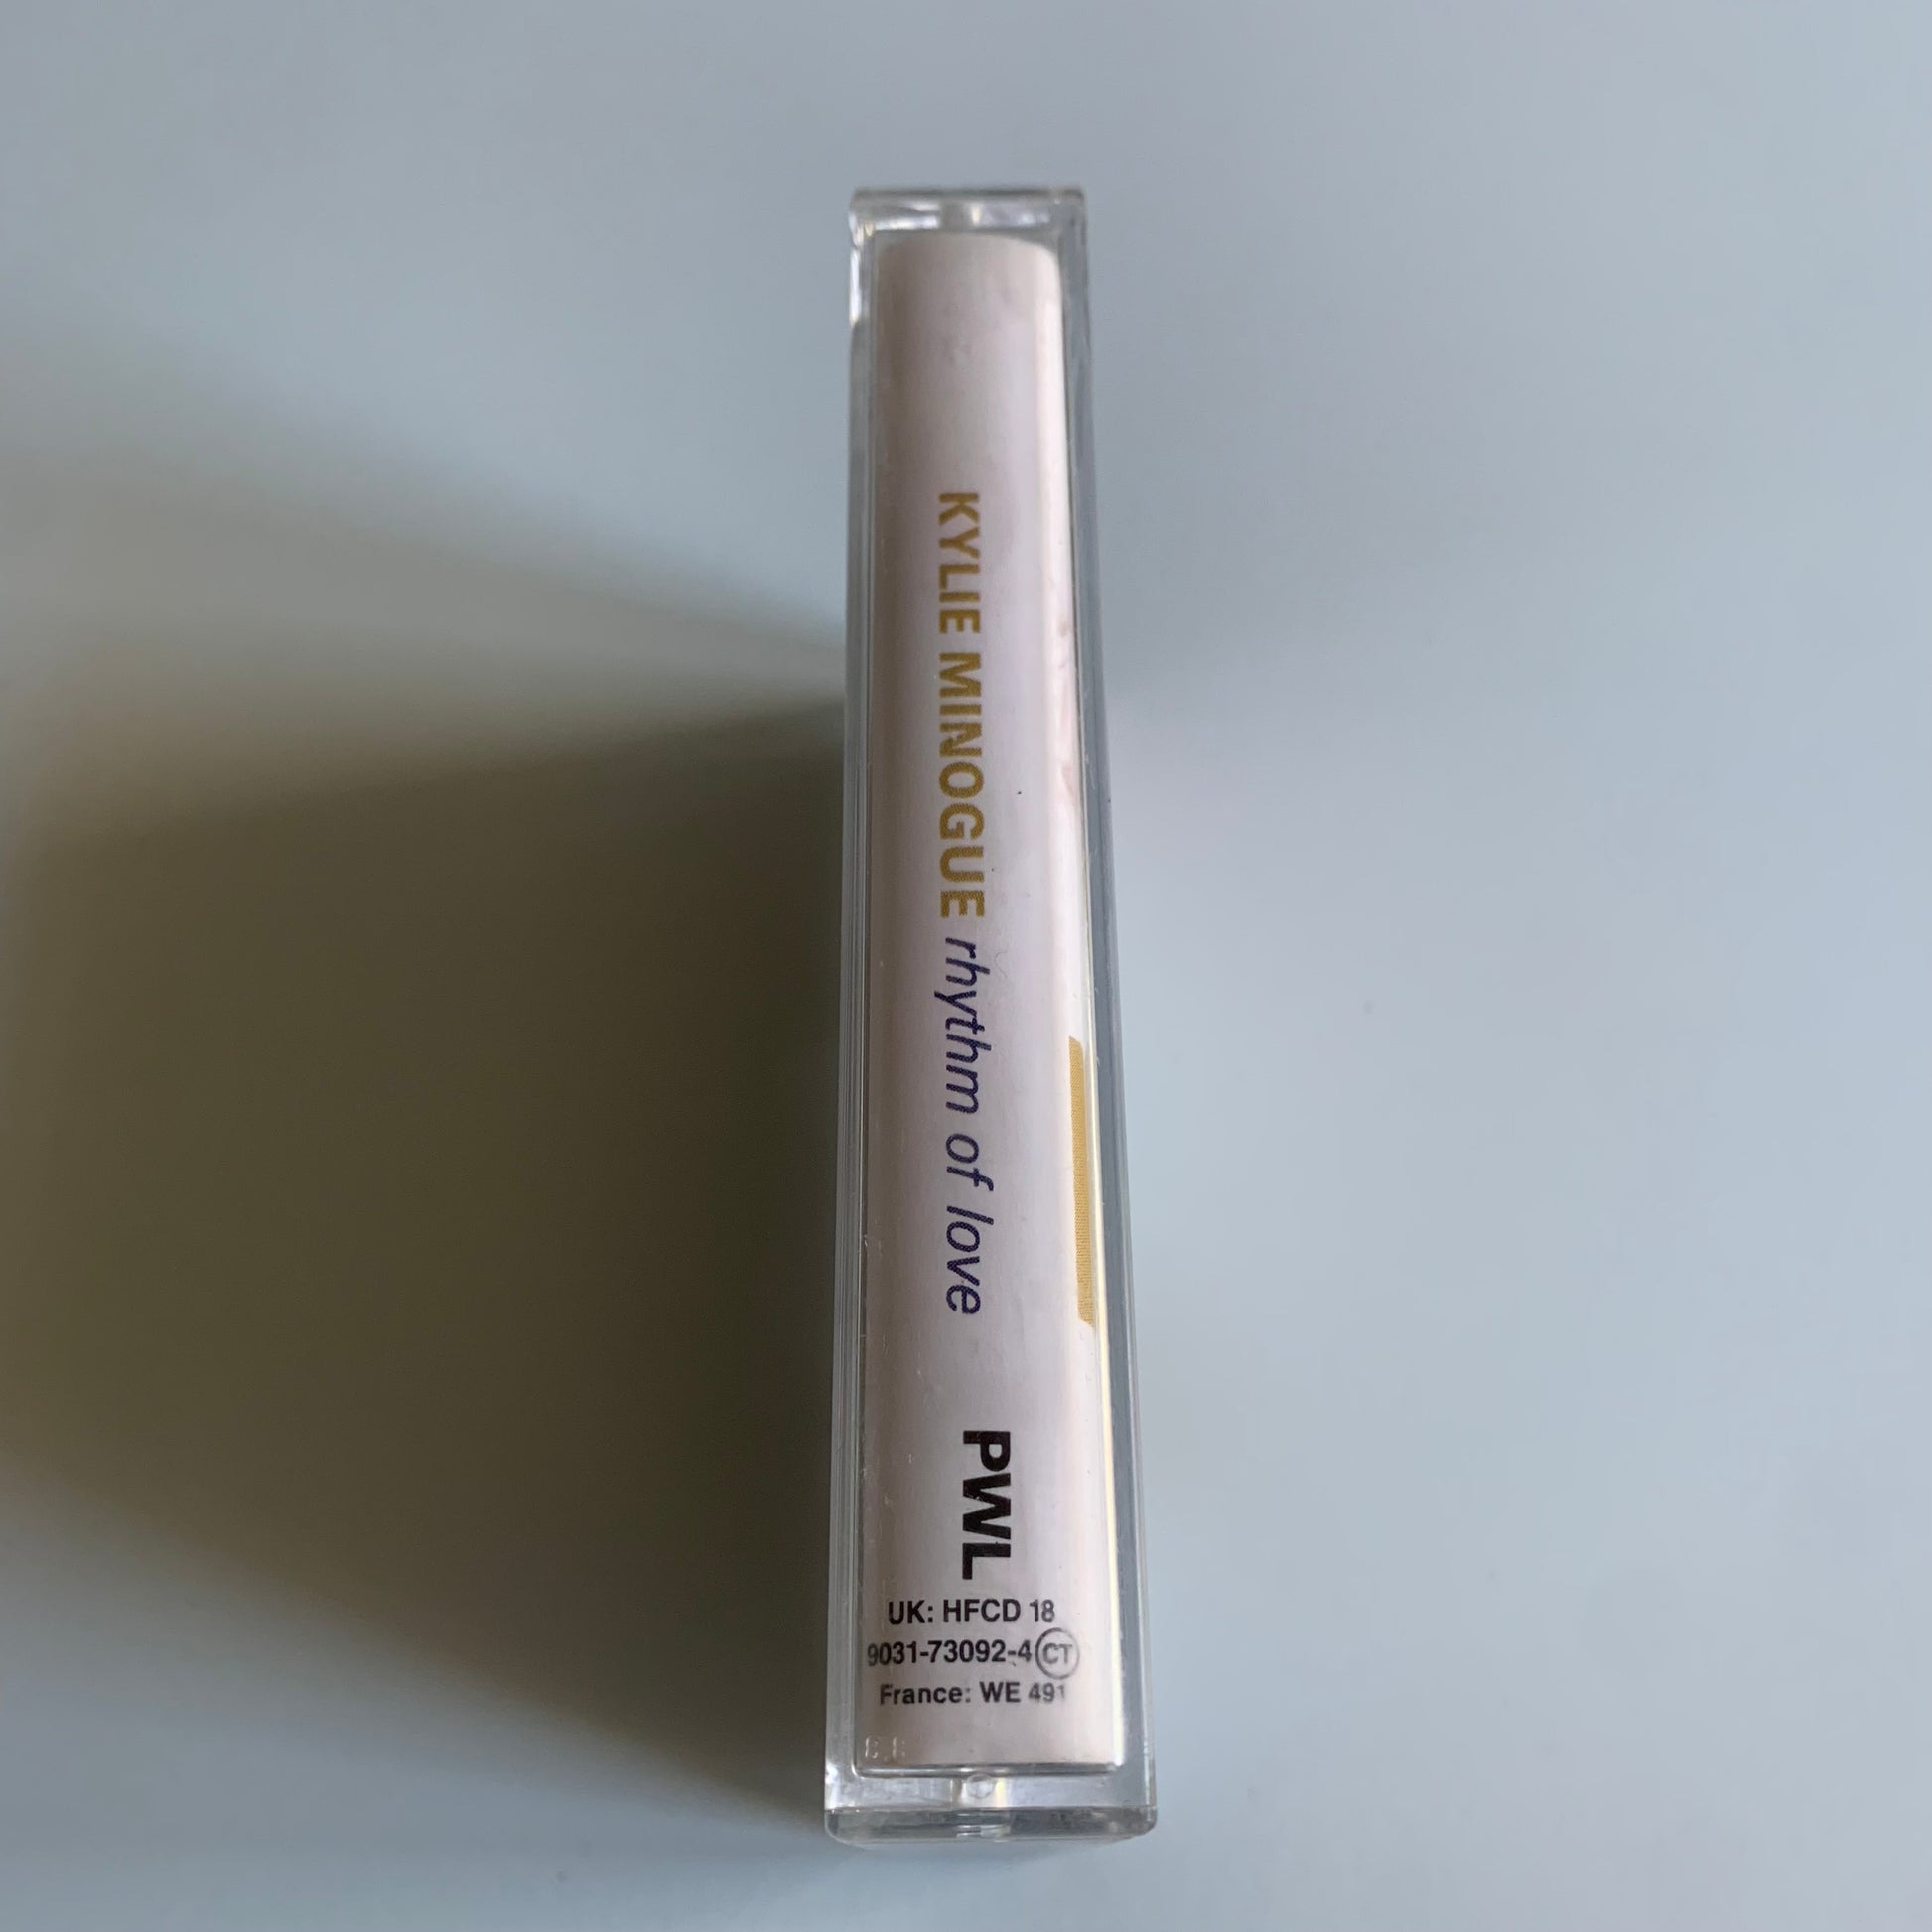 KYLIE MINOGUE rhythm of love
PWL
UK: HFCD 18
9031-73092-4 CT
France: WE 491